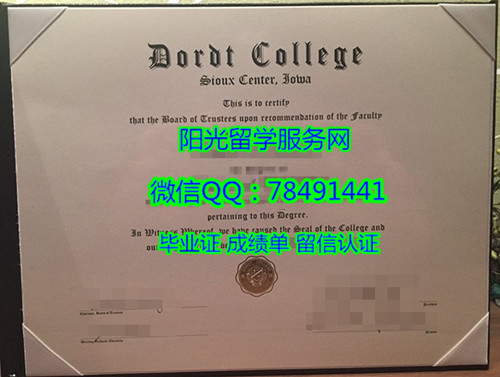 Dordt College
Sioux Center, Iowa
This is to certify
that the Board of Trustees upon recommendation of the Faculty
阳光留学服务网
微信QQ：78491441
pertaining to this Degree.
In Witness Whereof, we have caused the Seal of the College and
毕业证 成绩单 留信认证